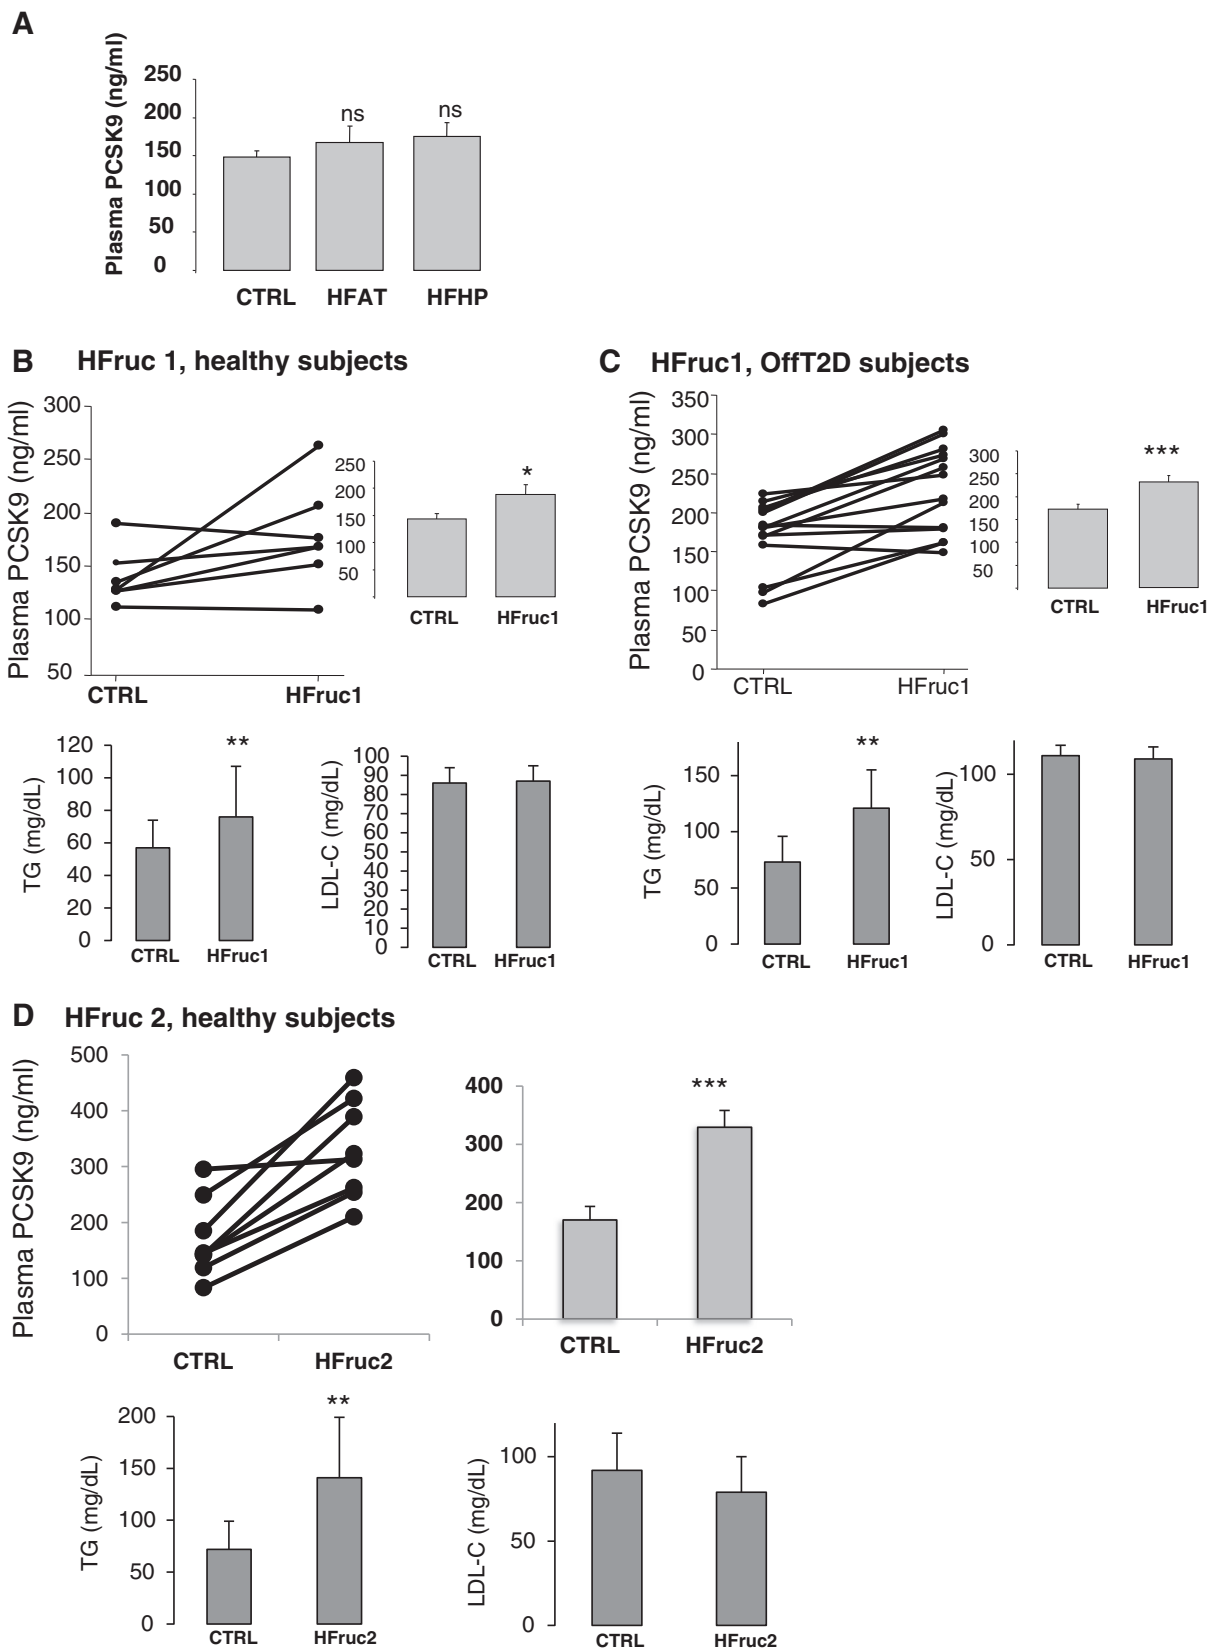 A
Plasma PCSK9 (ng/ml)
250
200
150
100
50
0
ns
ns
CTRL HFAT HFHP
B HFruc 1, healthy subjects
Plasma PCSK9 (ng/ml)
300
250
200
150
100
50
CTRL HFruc1
250
200
150
100
50
*
CTRL HFruc1
TG (mg/dL)
120
100
80
60
40
20
0
**
CTRL HFruc1
LDL-C (mg/dL)
100
90
80
70
60
50
40
30
20
10
0
CTRL HFruc1
C HFruc1, OffT2D subjects
Plasma PCSK9 (ng/ml)
350
300
250
200
150
100
50
0
CTRL HFruc1
300
250
200
150
100
50
***
CTRL HFruc1
TG (mg/dL)
150
100
50
0
**
CTRL HFruc1
LDL-C (mg/dL)
100
50
0
CTRL HFruc1
D HFruc 2, healthy subjects
Plasma PCSK9 (ng/ml)
500
400
300
200
100
0
CTRL HFruc2
400
300
200
100
0
***
CTRL HFruc2
TG (mg/dL)
200
150
100
50
0
**
CTRL HFruc2
LDL-C (mg/dL)
100
50
0
CTRL HFruc2